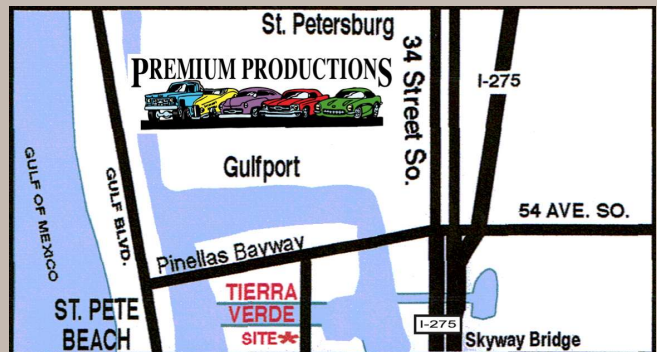 St. Petersburg
PREMIUM PRODUCTIONS
34 Street So.
I-275
Gulfport
GULF OF MEXICO
GULF BLVD.
54 AVE. SO.
Pinellas Bayway
TIERRA
VERDE
SITE*
ST. PETE
BEACH
I-275
Skyway Bridge